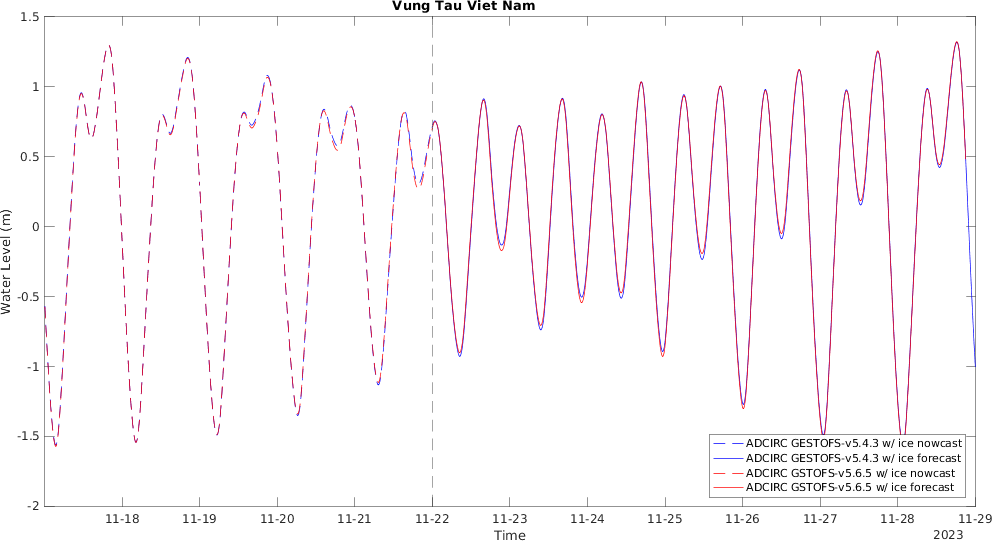 Vung Tau Viet Nam
1.5
1
0.5
0
-0.5
-1
-1.5
-2
Water Level (m)
ADCIRC GESTOFS-v5.4.3 w/ ice nowcast
ADCIRC GESTOFS-v5.4.3 w/ ice forecast
ADCIRC GSTOFS-v5.6.5 w/ ice nowcast
ADCIRC GSTOFS-v5.6.5 w/ ice forecast
11-18 11-19 11-20 11-21 11-22 11-23 11-24 11-25 11-26 11-27 11-28 11-29
Time
2023